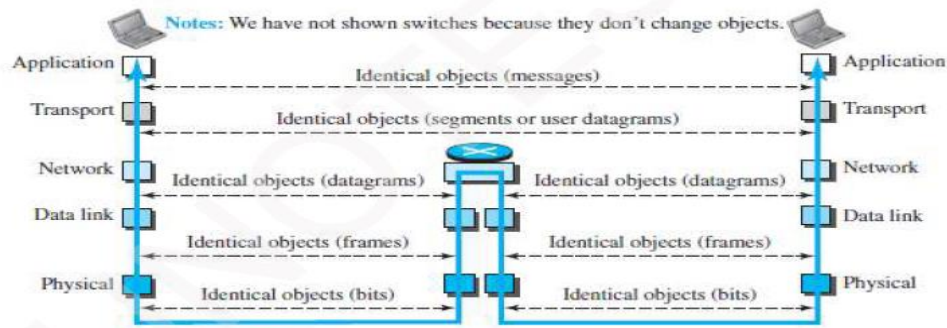 Notes: We have not shown switches because they don't change objects.
Application
Application
Identical objects (messages)
Transport
Transport
Identical objects (segments or user datagrams)
Network
Network
Identical objects (datagrams)
Identical objects (datagrams)
Data link
Data link
Identical objects (frames)
Identical objects (frames)
Physical
Physical
Identical objects (bits)
Identical objects (bits)